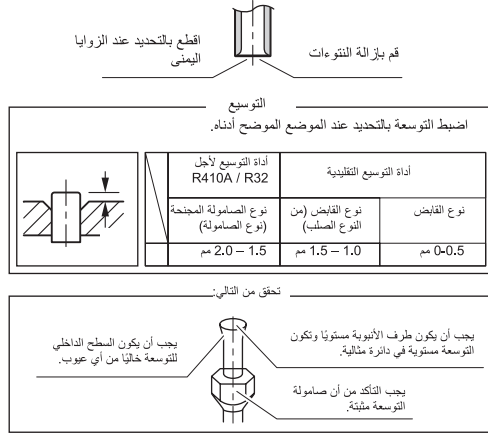 اقطع بالتحديد عند الزوايا
اليمنى
قم بإزالة النتوءات
التوسيع
اضبط التوسعة بالتحديد عند الموضع الموضح أدناه.
أداة التوسيع التقليدية
أداة التوسيع لأجل
R410A / R32
نوع القابض
نوع القابض (من
النوع الصلب)
نوع الصامولة المجنحة
(نوع الصامولة)
0-0.5 مم
1.0 – 1.5 مم
1.5 – 2.0 مم
تحقق من التالي:
يجب أن يكون طرف الأنبوبة مستويًا وتكون
التوسعة مستوية في دائرة مثالية.
يجب أن يكون السطح الداخلي
للتوسعة خاليًا من أي عيوب.
يجب التأكد من أن صامولة
التوسعة مثبتة.